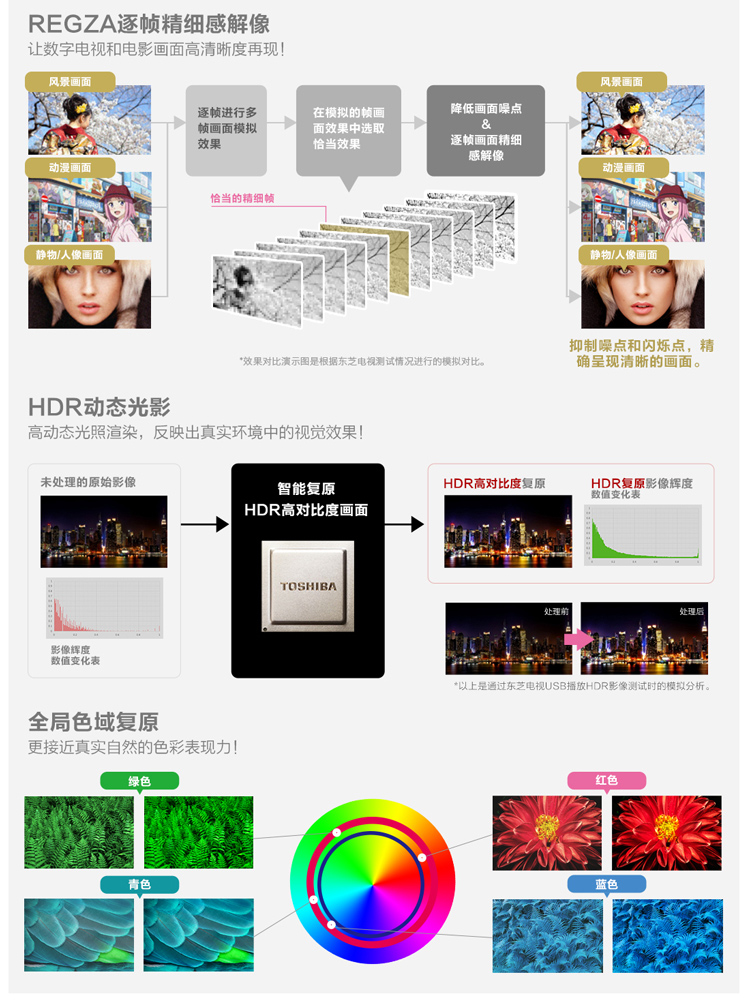 REGZA逐帧精细感解像
让数字电视和电影画面高清晰度再现！
风景画面
动漫画面
静物/人像画面
逐帧进行多
帧画面模拟
效果
在模拟的帧画
面效果中选取
恰当效果
降低画面噪点
&
逐帧画面精细
感解像
恰当的精细帧
风景画面
动漫画面
静物/人像画面
抑制噪点和闪烁点，精
确呈现清晰的画面。
*效果对比演示图是根据东芝电视测试情况进行的模拟对比。
HDR动态光影
高动态光照渲染，反映出真实环境中的视觉效果！
未处理的原始影像
影像辉度
数值变化表
智能复原
HDR高对比度画面
TOSHIBA
HDR高对比度复原
HDR复原影像辉度
数值变化表
处理前
处理后
*以上是通过东芝电视USB播放HDR影像测试时的模拟分析。
全局色域复原
更接近真实自然的色彩表现力！
绿色
红色
青色
蓝色